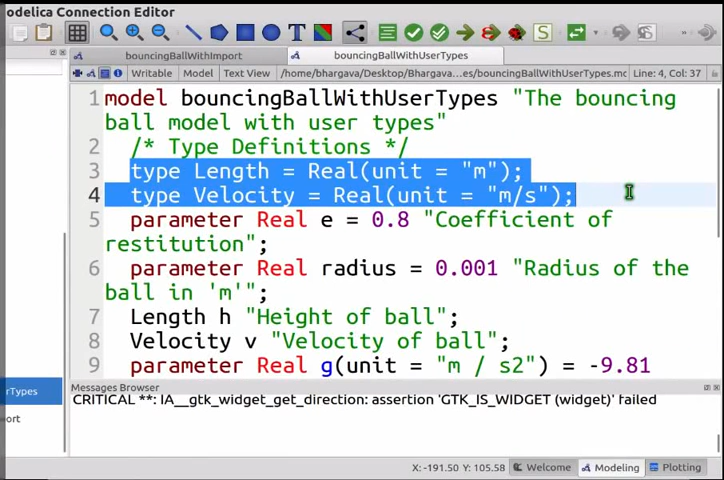 odelica Connection Editor
bouncingBallWithImport
bouncingBallWithUserTypes
Writable Model Text View /home/bhargava/Desktop/Bhargava...es/bouncingBallWithUserTypes.mo Line: 4, Col: 37
1 model bouncingBallWithUserTypes "The bouncing
ball model with user types"
2 /* Type Definitions */
3 type Length = Real(unit = "m");
4 type Velocity = Real(unit = "m/s");
5 parameter Real e = 0.8 "Coefficient of
restitution";
6 parameter Real radius = 0.001 "Radius of the
ball in 'm'";
7 Length h "Height of ball";
8 Velocity v "Velocity of ball";
9 parameter Real g(unit = "m / s2") = -9.81
rTypes
ort
Messages Browser
CRITICAL **: IA__gtk_widget_get_direction: assertion 'GTK_IS_WIDGET (widget)' failed
X: -191.50 Y: 105.58 Welcome Modeling Plotting